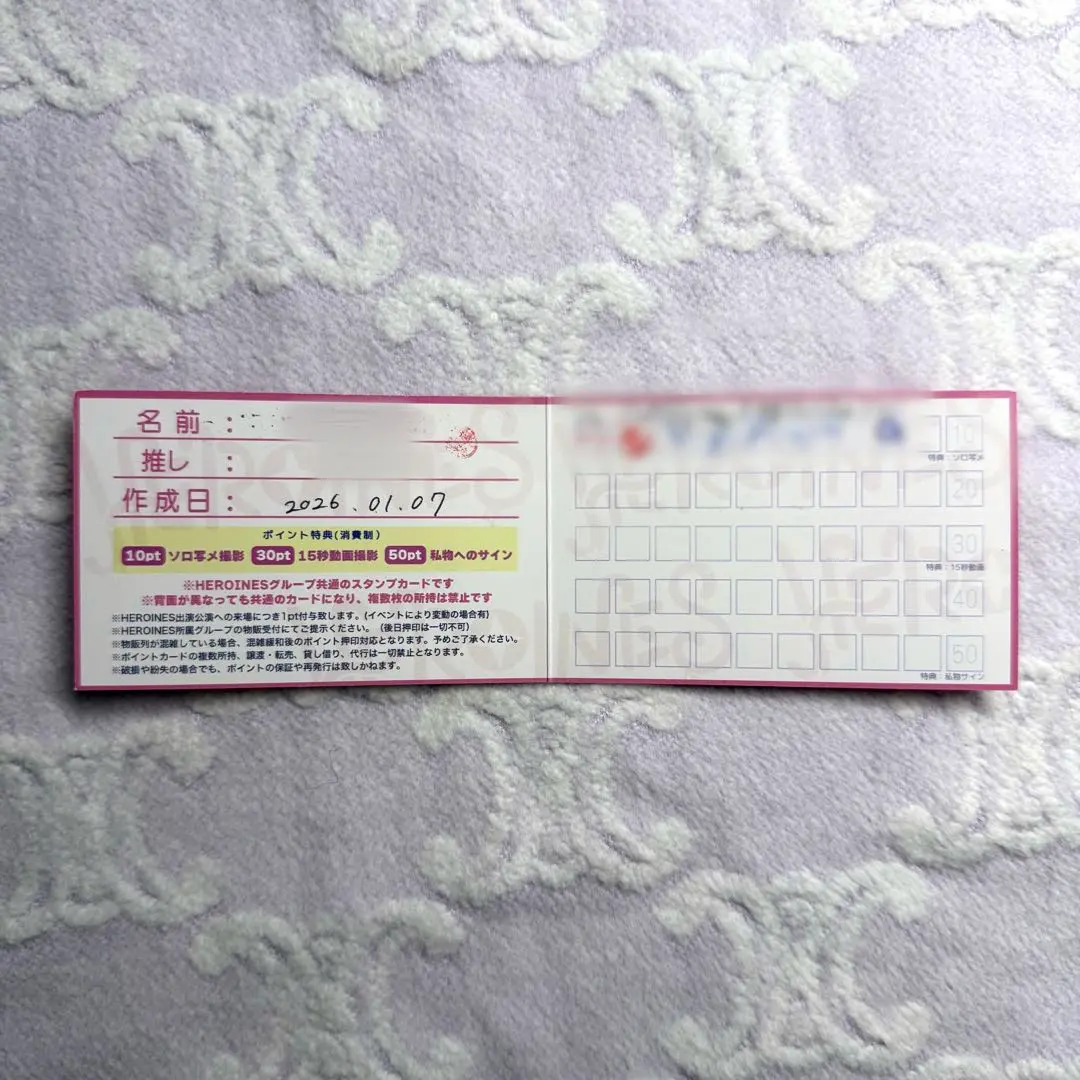 名前：
推し：
作成日： 2026.01.07
ポイント特典(消費制)
10pt ソロ写メ撮影 30pt 15秒動画撮影 50pt 私物へのサイン
※HEROINESグループ共通のスタンプカードです
※背面が異なっても共通のカードになり、複数枚の所持は禁止です
※HEROINES出演公演への来場につき1pt付与致します。(イベントにより変動の場合有)
※HEROINES所属グループの物販受付にてご提示ください。(後日押印は一切不可)
※物販列が混雑している場合、混雑緩和後のポイント押印対応となります。予めご了承ください。
※ポイントカードの複数所持、譲渡・転売、貸し借り、代行は一切禁止となります。
※破損や紛失の場合でも、ポイントの保証や再発行は致しかねます。
10
特典：ソロ写メ
20
30
特典：15秒動画
40
50
特典：私物サイン